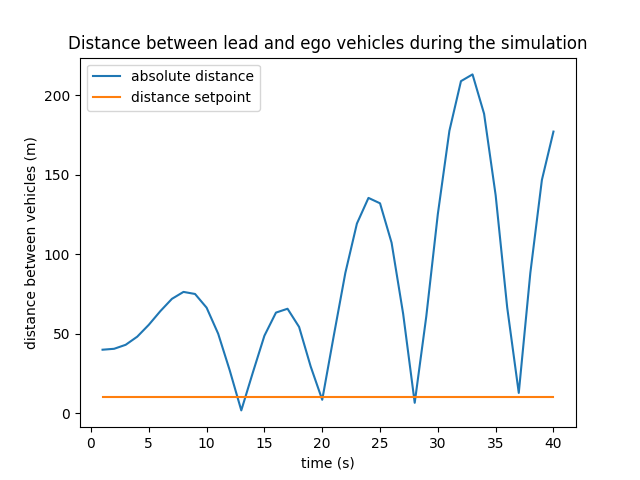 Distance between lead and ego vehicles during the simulation
absolute distance
distance setpoint
distance between vehicles (m)
200
150
100
50
0
0 5 10 15 20 25 30 35 40
time (s)